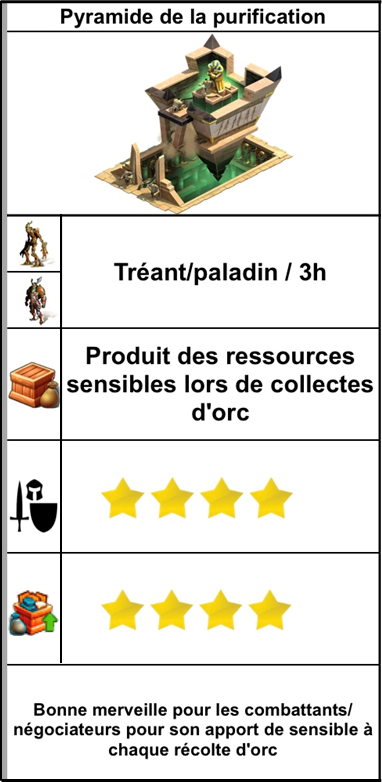 Pyramide de la purification
Tréant/paladin / 3h
Produit des ressources
sensibles lors de collectes
d'orc
Bonne merveille pour les combattants/
négociateurs pour son apport de sensible à
chaque récolte d'orc